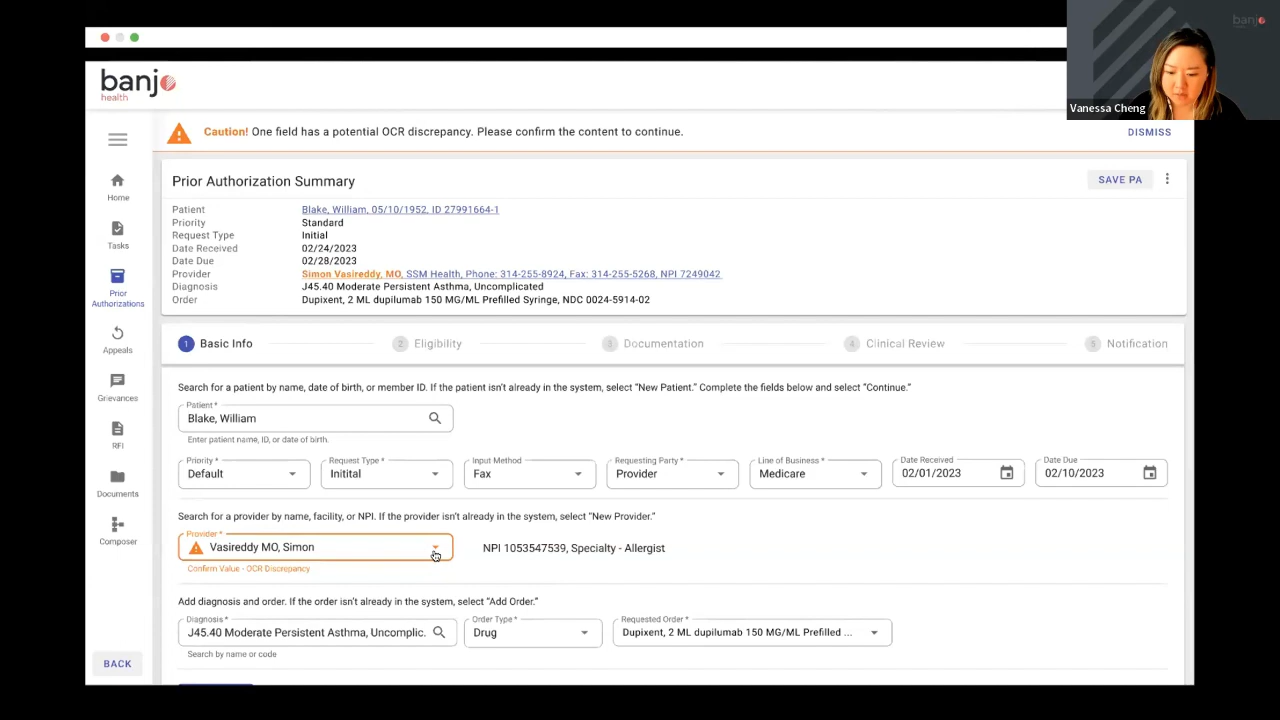 banjo
Vanessa Cheng
banjo
health
Caution! One field has a potential OCR discrepancy. Please confirm the content to continue.
DISMISS
Prior Authorization Summary
SAVE PA
Home
Tasks
Prior
Authorizations
Appeals
Grievances
RFI
Documents
Composer
BACK
Patient Blake, William, 05/10/1952, ID 27991664-1
Priority Standard
Request Type Initial
Date Received 02/24/2023
Date Due 02/28/2023
Provider Simon Vasireddy, MO, SSM Health, Phone: 314-255-8924, Fax: 314-255-5268, NPI 7249042
Diagnosis J45.40 Moderate Persistent Asthma, Uncomplicated
Order Dupixent, 2 ML dupilumab 150 MG/ML Prefilled Syringe, NDC 0024-5914-02
1 Basic Info 2 Eligibility 3 Documentation 4 Clinical Review 5 Notification
Search for a patient by name, date of birth, or member ID. If the patient isn't already in the system, select “New Patient.” Complete the fields below and select “Continue.”
Patient *
Blake, William
Enter patient name, ID, or date of birth.
Priority * Request Type * Input Method Requesting Party * Line of Business * Date Received Date Due
Default Initital Fax Provider Medicare 02/01/2023 02/10/2023
Search for a provider by name, facility, or NPI. If the provider isn't already in the system, select “New Provider.”
Provider *
Vasireddy MO, Simon NPI 1053547539, Specialty - Allergist
Confirm Value - OCR Discrepancy
Add diagnosis and order. If the order isn't already in the system, select “Add Order.”
Diagnosis * Order Type * Requested Order *
J45.40 Moderate Persistent Asthma, Uncomplic. Drug Dupixent, 2 ML dupilumab 150 MG/ML Prefilled ...
Search by name or code